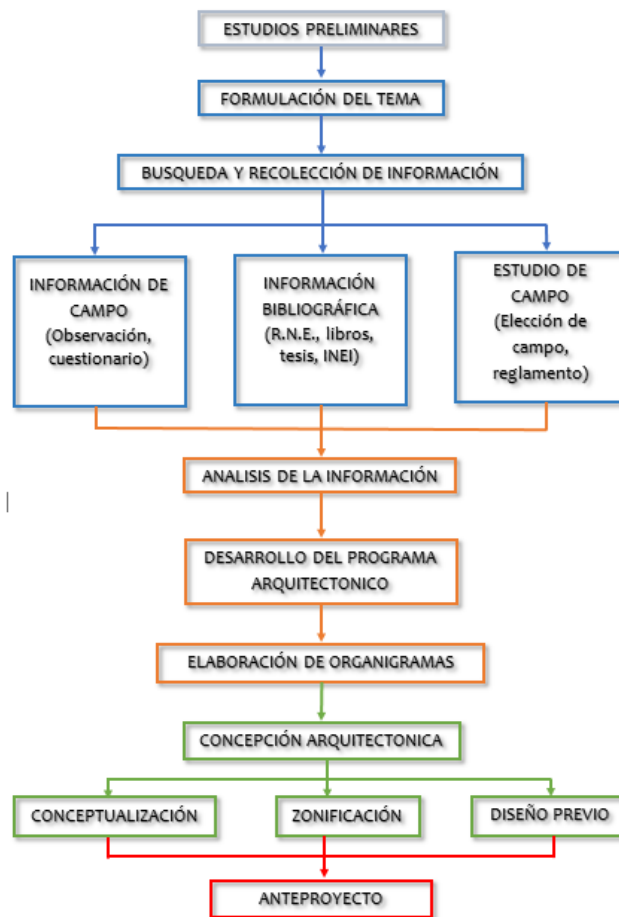 ESTUDIOS PRELIMINARES
FORMULACIÓN DEL TEMA
BUSQUEDA Y RECOLECCIÓN DE INFORMACIÓN
INFORMACIÓN DE
CAMPO
(Observación,
cuestionario)
INFORMACIÓN
BIBLIOGRÁFICA
(R.N.E., libros,
tesis, INEI)
ESTUDIO DE
CAMPO
(Elección de
campo,
reglamento)
ANALISIS DE LA INFORMACIÓN
DESARROLLO DEL PROGRAMA
ARQUITECTONICO
ELABORACIÓN DE ORGANIGRAMAS
CONCEPCIÓN ARQUITECTONICA
CONCEPTUALIZACIÓN
ZONIFICACIÓN
DISEÑO PREVIO
ANTEPROYECTO